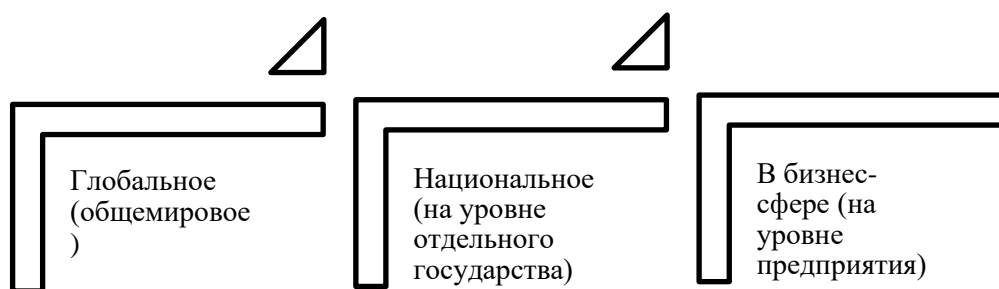 Глобальное
(общемировое
)
Национальное
(на уровне
отдельного
государства)
В бизнес-
сфере (на
уровне
предприятия)